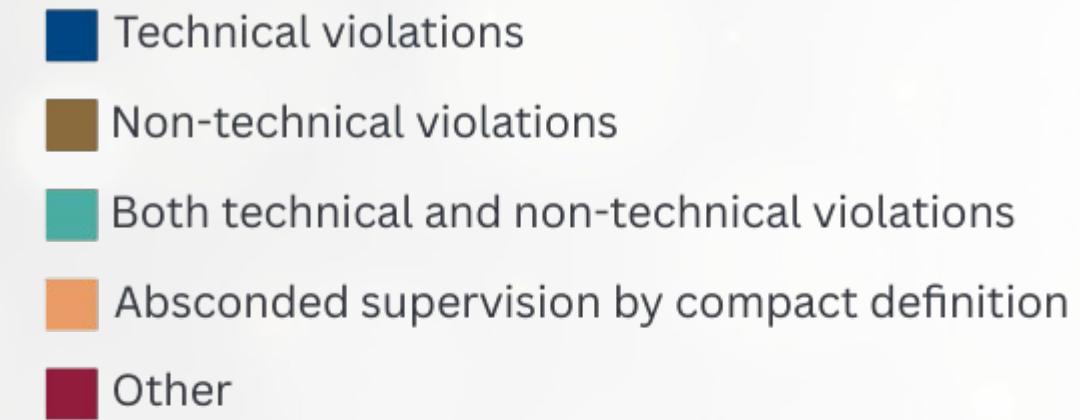 Technical violations
Non-technical violations
Both technical and non-technical violations
Absconded supervision by compact definition
Other